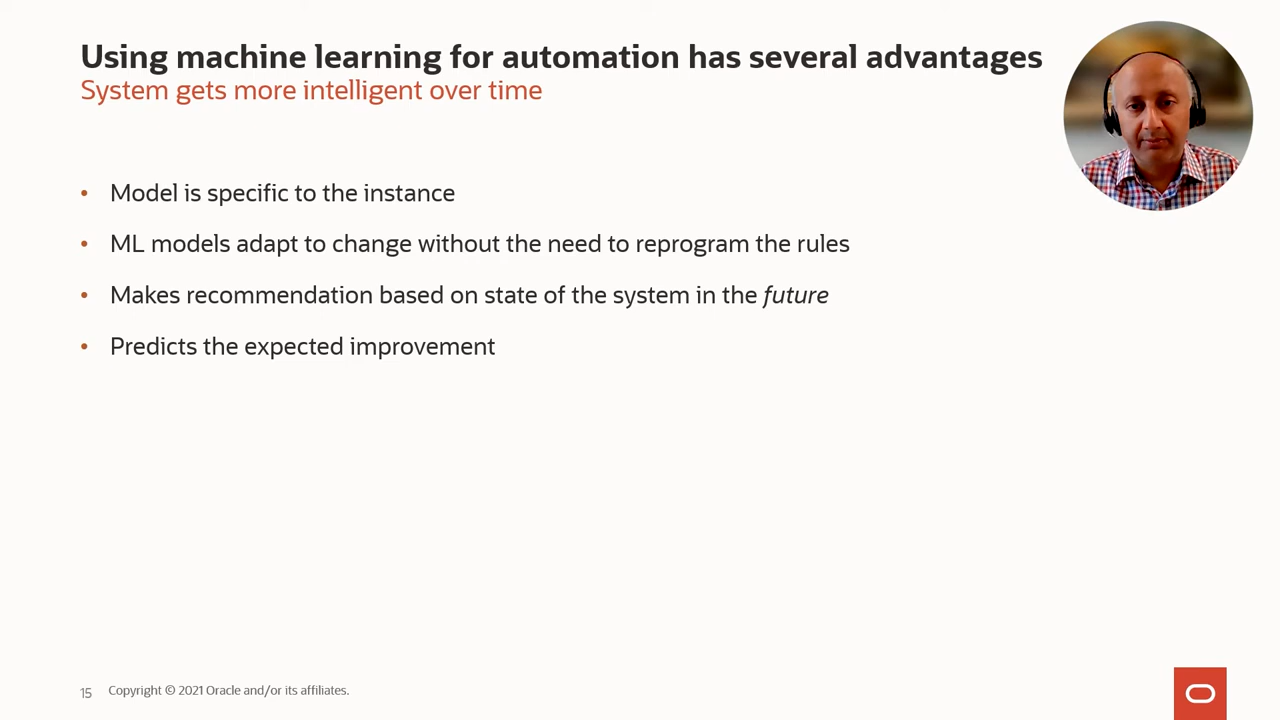 Using machine learning for automation has several advantages
System gets more intelligent over time
• Model is specific to the instance
• ML models adapt to change without the need to reprogram the rules
• Makes recommendation based on state of the system in the future
• Predicts the expected improvement
15 Copyright © 2021 Oracle and/or its affiliates.